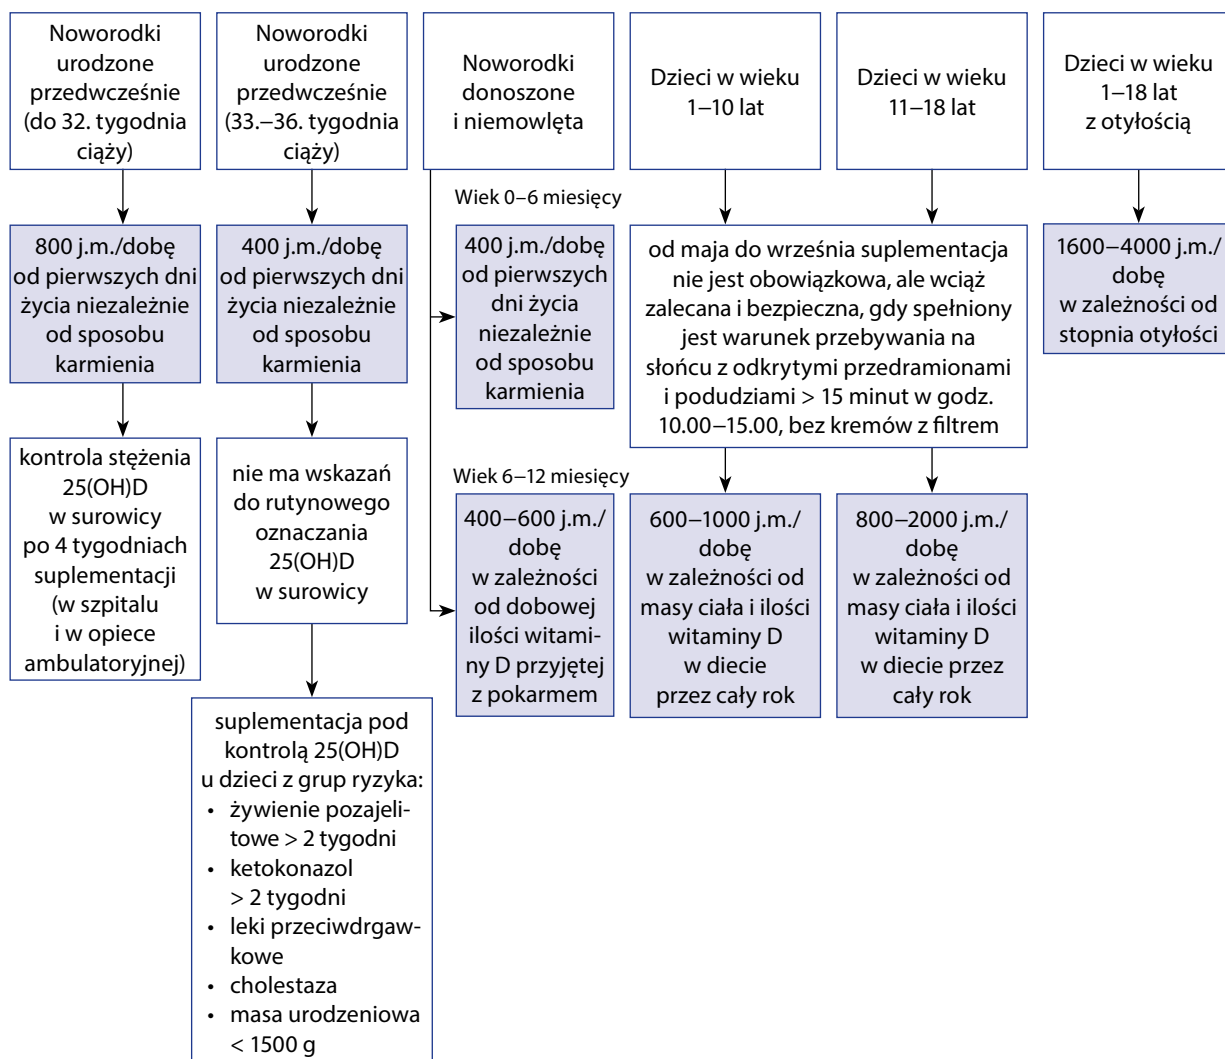 Noworodki
urodzone
przedwcześnie
(do 32. tygodnia
ciąży)
Noworodki
urodzone
przedwcześnie
(33.–36. tygodnia
ciąży)
Noworodki
donoszone
i niemowlęta
Dzieci w wieku
1–10 lat
Dzieci w wieku
11–18 lat
Dzieci w wieku
1–18 lat
z otyłością
800 j.m./dobę
od pierwszych dni
życia niezależnie
od sposobu
karmienia
400 j.m./dobę
od pierwszych dni
życia niezależnie
od sposobu
karmienia
Wiek 0–6 miesięcy
400 j.m./dobę
od pierwszych
dni życia
niezależnie
od sposobu
karmienia
od maja do września suplementacja
nie jest obowiązkowa, ale wciąż
zalecana i bezpieczna, gdy spełniony
jest warunek przebywania na
słońcu z odkrytymi przedramionami
i podudziami > 15 minut w godz.
10.00–15.00, bez kremów z filtrem
1600–4000 j.m./
dobę
w zależności od
stopnia otyłości
kontrola stężenia
25(OH)D
w surowicy
po 4 tygodniach
suplementacji
(w szpitalu
i w opiece
ambulatoryjnej)
nie ma wskazań
do rutynowego
oznaczania
25(OH)D
w surowicy
Wiek 6–12 miesięcy
400–600 j.m./
dobę
w zależności
od dobowej
ilości witami-
ny D przyjętej
z pokarmem
600–1000 j.m./
dobę
w zależności od
masy ciała i ilości
witaminy D
w diecie
przez cały rok
800–2000 j.m./
dobę
w zależności od
masy ciała i ilości
witaminy D
w diecie przez
cały rok
suplementacja pod
kontrolą 25(OH)D
u dzieci z grup ryzyka:
• żywienie pozajeli-
towe > 2 tygodni
• ketokonazol
> 2 tygodni
• leki przeciwdrgaw-
kowe
• cholestaza
• masa urodzeniowa
< 1500 g